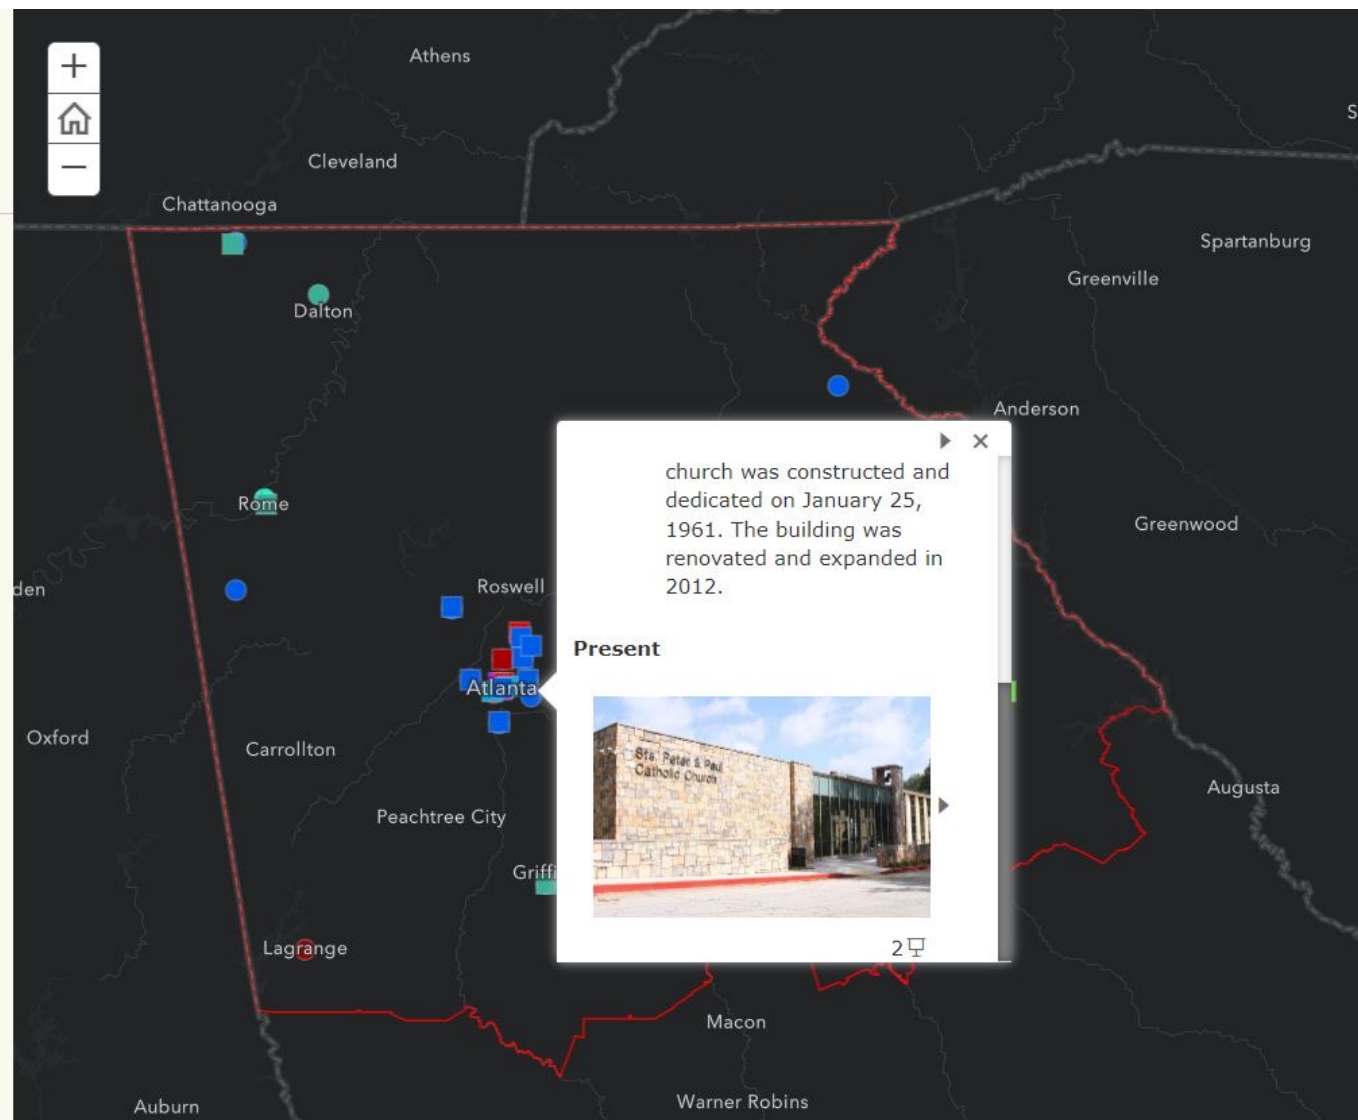 Athens
S
Cleveland
Chattanooga
Spartanburg
Greenville
Dalton
Anderson
church was constructed and
dedicated on January 25,
1961. The building was
renovated and expanded in
2012.
Rome
Greenwood
den
Roswell
Present
Atlanta
Sts. Peter & Paul
Catholic Church
Oxford
Carrollton
Augusta
Peachtree City
Griffi
Lagrange
2
Macon
Auburn
Warner Robins